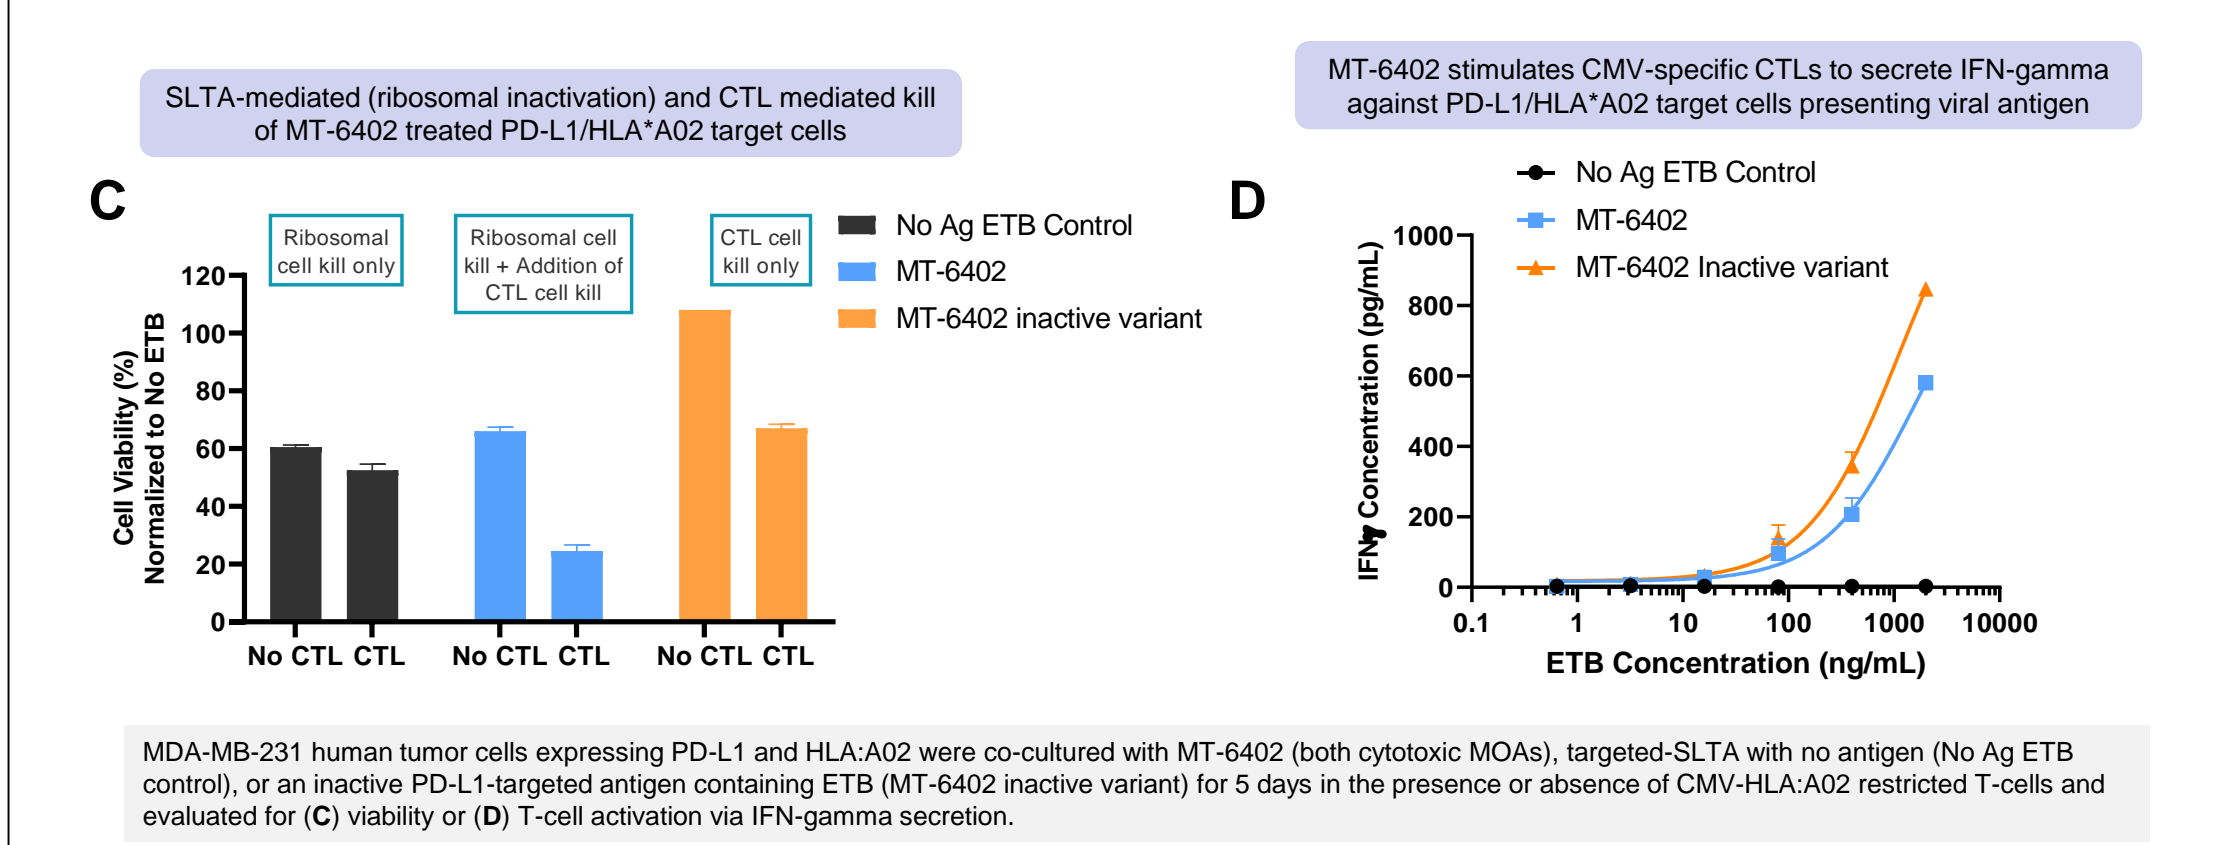 SLTA-mediated (ribosomal inactivation) and CTL mediated kill
of MT-6402 treated PD-L1/HLA*A02 target cells
C
Ribosomal
cell kill only
Ribosomal cell
kill + Addition of
CTL cell kill
CTL cell
kill only
No Ag ETB Control
MT-6402
MT-6402 inactive variant
Cell Viability (%)
Normalized to No ETB
120
100
80
60
40
20
0
No CTL CTL
No CTL CTL
No CTL CTL
MT-6402 stimulates CMV-specific CTLs to secrete IFN-gamma
against PD-L1/HLA*A02 target cells presenting viral antigen
D
No Ag ETB Control
MT-6402
MT-6402 Inactive variant
IFNγ Concentration (pg/mL)
1000
800
600
400
200
0
0.1 1 10 100 1000 10000
ETB Concentration (ng/mL)
MDA-MB-231 human tumor cells expressing PD-L1 and HLA:A02 were co-cultured with MT-6402 (both cytotoxic MOAs), targeted-SLTA with no antigen (No Ag ETB
control), or an inactive PD-L1-targeted antigen containing ETB (MT-6402 inactive variant) for 5 days in the presence or absence of CMV-HLA:A02 restricted T-cells and
evaluated for (C) viability or (D) T-cell activation via IFN-gamma secretion.